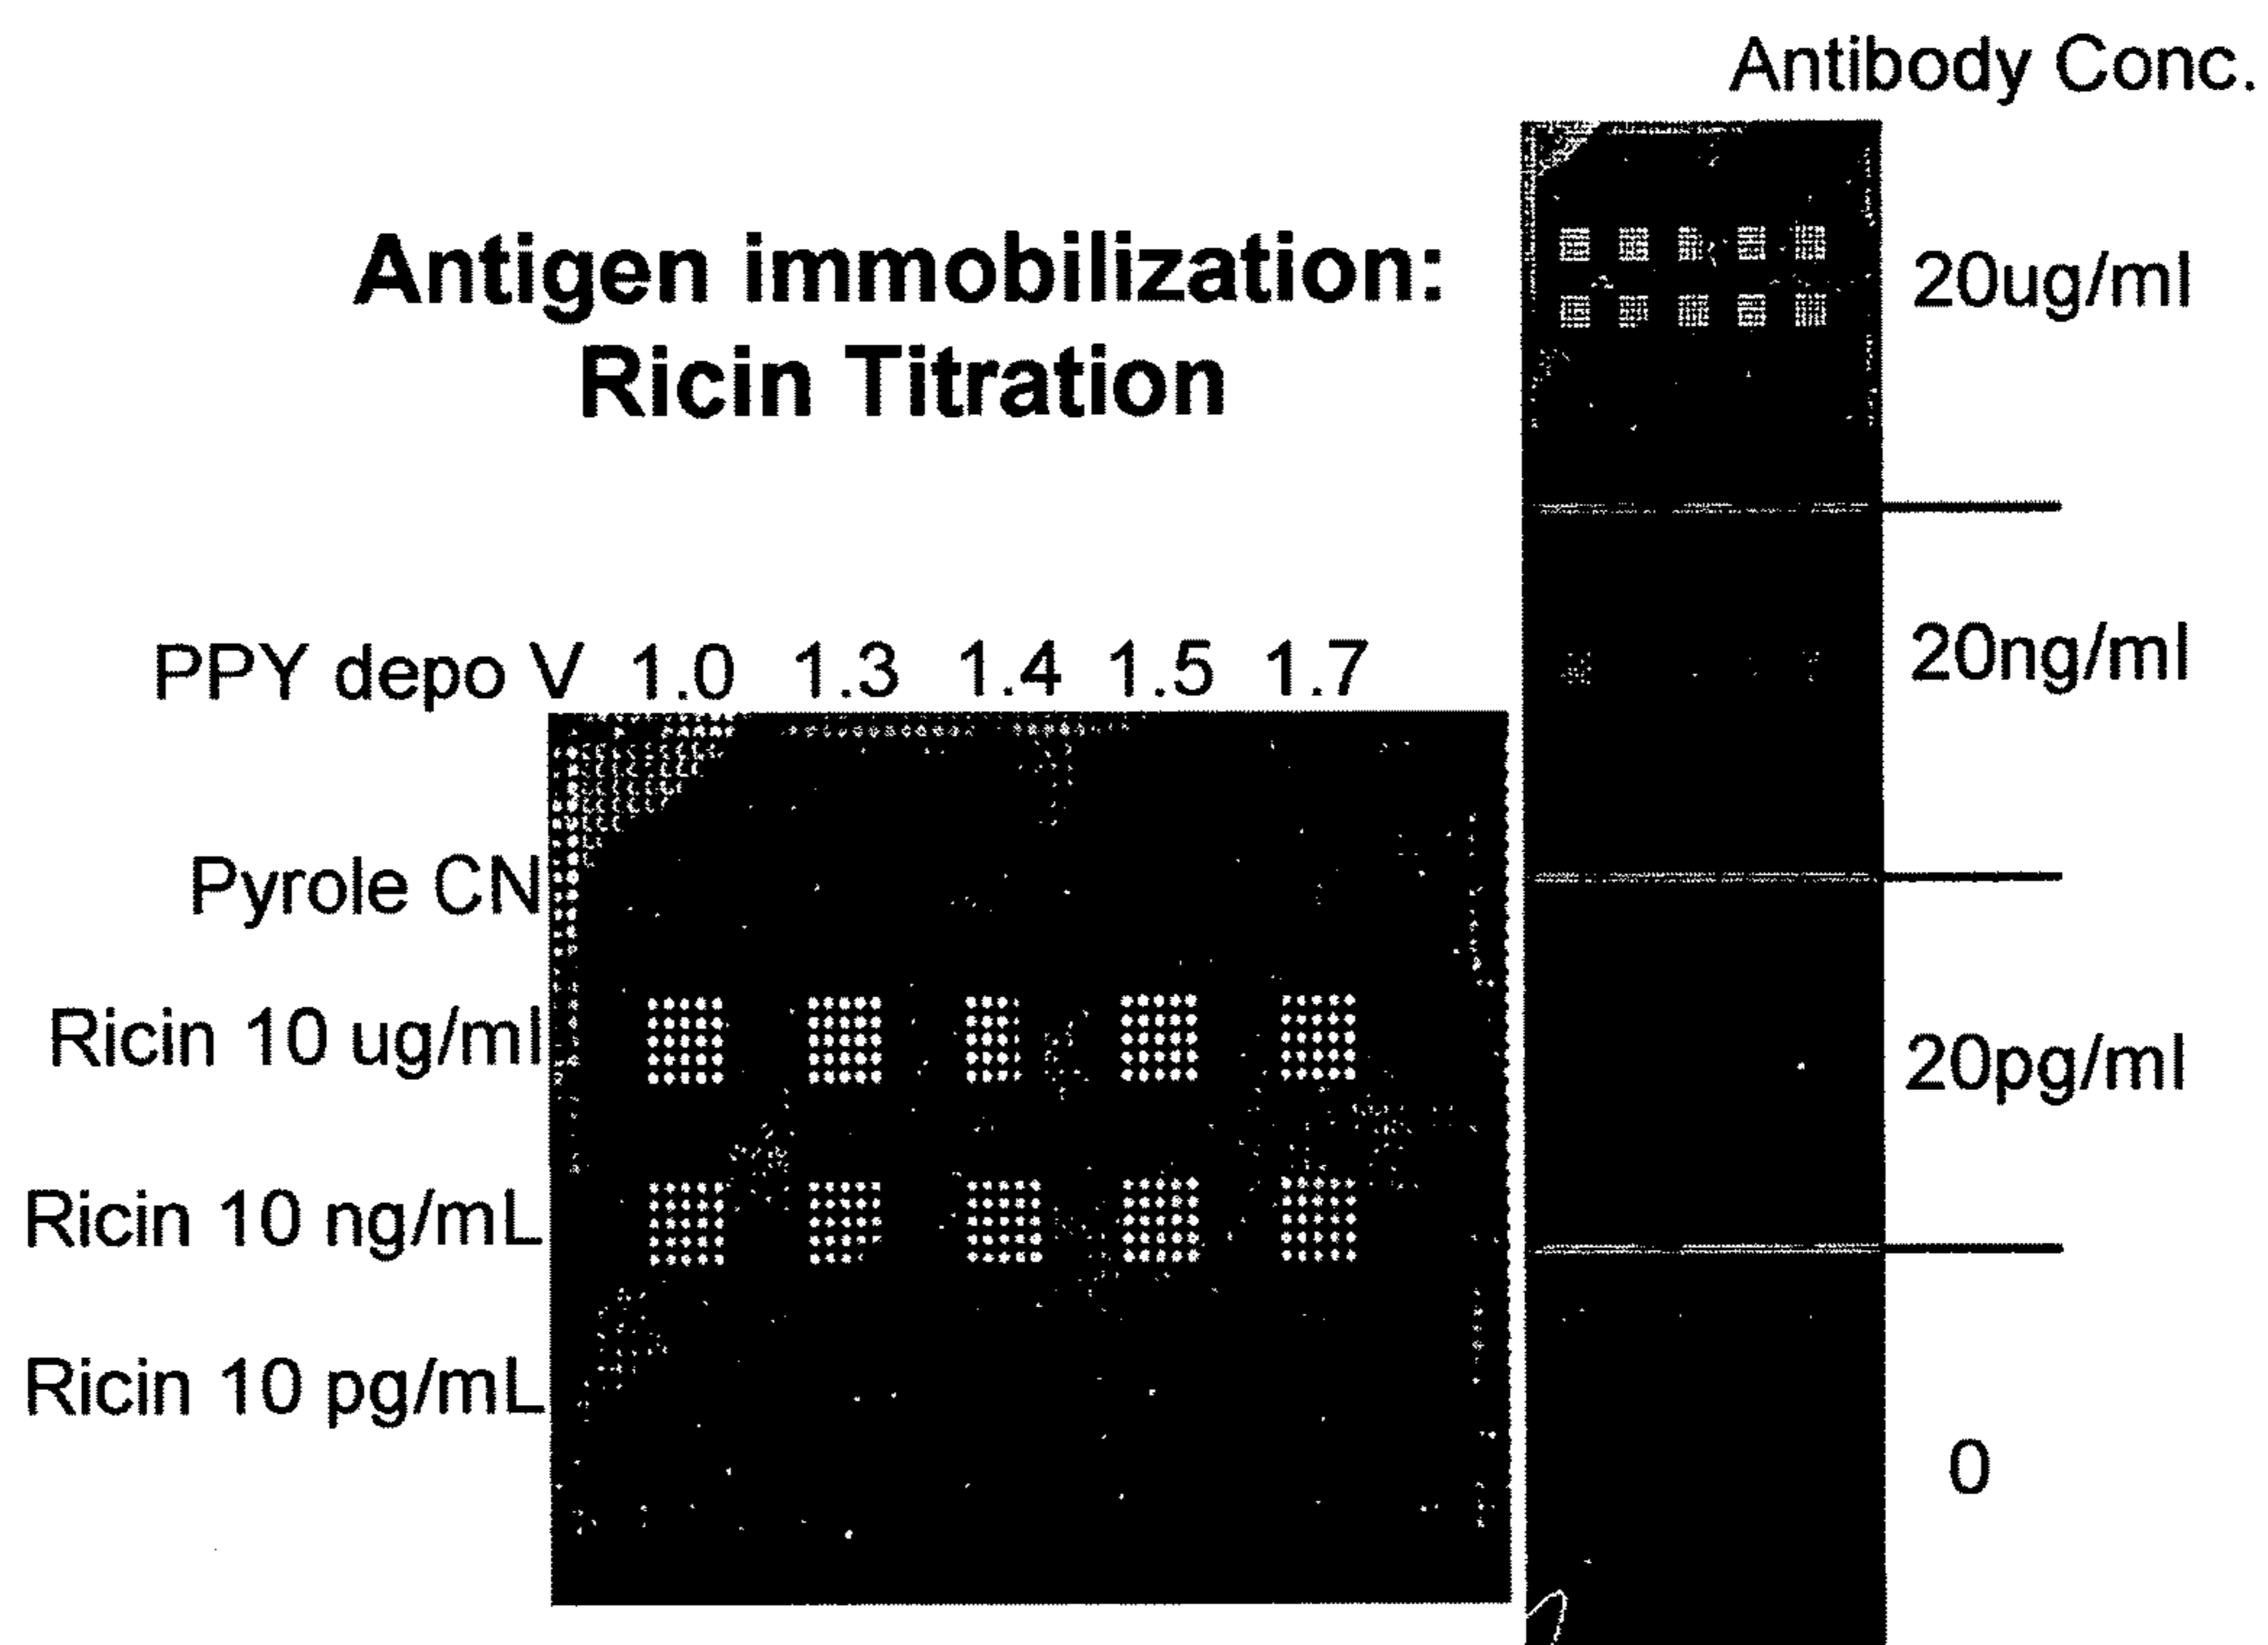 Antibody Conc.
Antigen immobilization:
Ricin Titration
20ug/ml
20ng/ml
PPY depo V 1.0 1.3 1.4 1.5 1.7
Pyrole CN
Ricin 10 ug/ml
20pg/ml
Ricin 10 ng/mL
Ricin 10 pg/mL
0